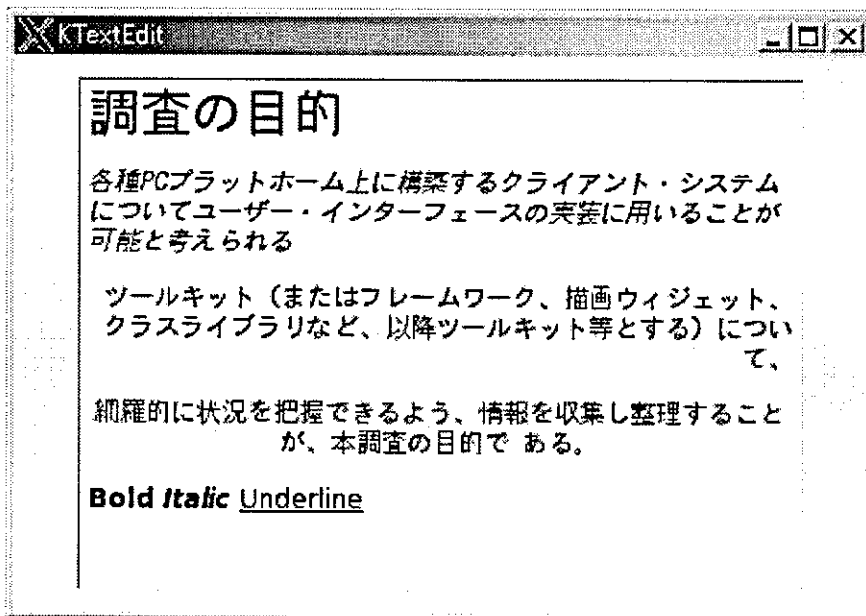 KTextEdit
調査の目的
各種PCプラットホーム上に構築するクライアント・システム
についてユーザー・インターフェースの実装に用いることが
可能と考えられる
ツールキット（またはフレームワーク、描画ウィジェット、
クラスライブラリなど、以降ツールキット等とする）につい
て、
網羅的に状況を把握できるよう、情報を収集し整理すること
が、本調査の目的で ある。
Bold Italic Underline